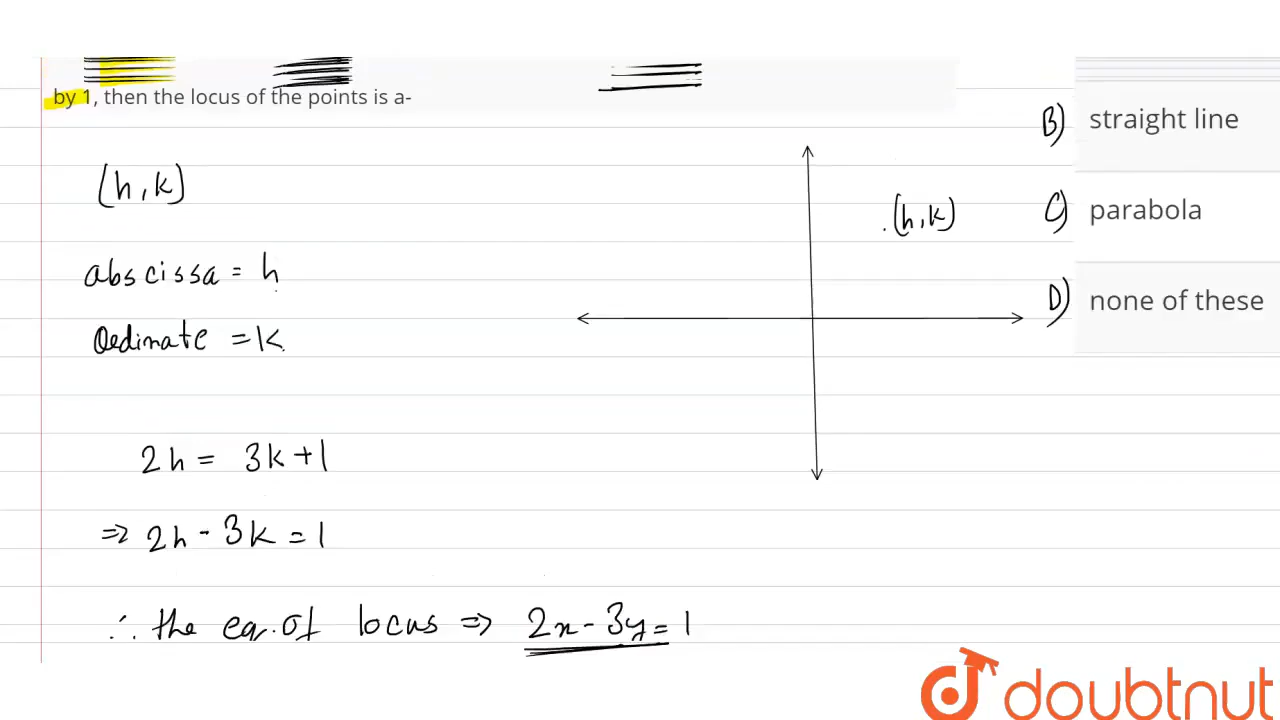 by 1, then the locus of the points is a-
B) straight line
(h, k)
.(h, k)
C) parabola
abscissa = h
D) none of these
Ordinate = k
2h = 3k + 1
⇒ 2h - 3k = 1
∴ the eq. of locus ⇒ 2x - 3y = 1
doubtnut